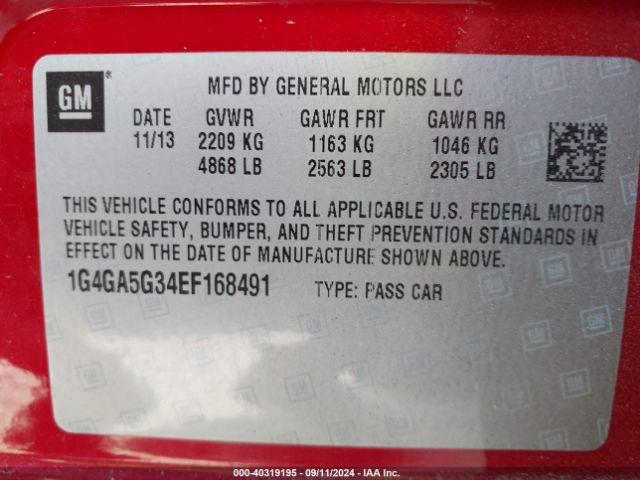 GM®
MFD BY GENERAL MOTORS LLC
DATE GVWR GAWR FRT GAWR RR
11/13 2209 KG 1163 KG 1046 KG
4868 LB 2563 LB 2305 LB
THIS VEHICLE CONFORMS TO ALL APPLICABLE U.S. FEDERAL MOTOR
VEHICLE SAFETY, BUMPER, AND THEFT PREVENTION STANDARDS IN
EFFECT ON THE DATE OF MANUFACTURE SHOWN ABOVE.
1G4GA5G34EF168491 TYPE: PASS CAR
000-40319195 - 09/11/2024 - IAA Inc.